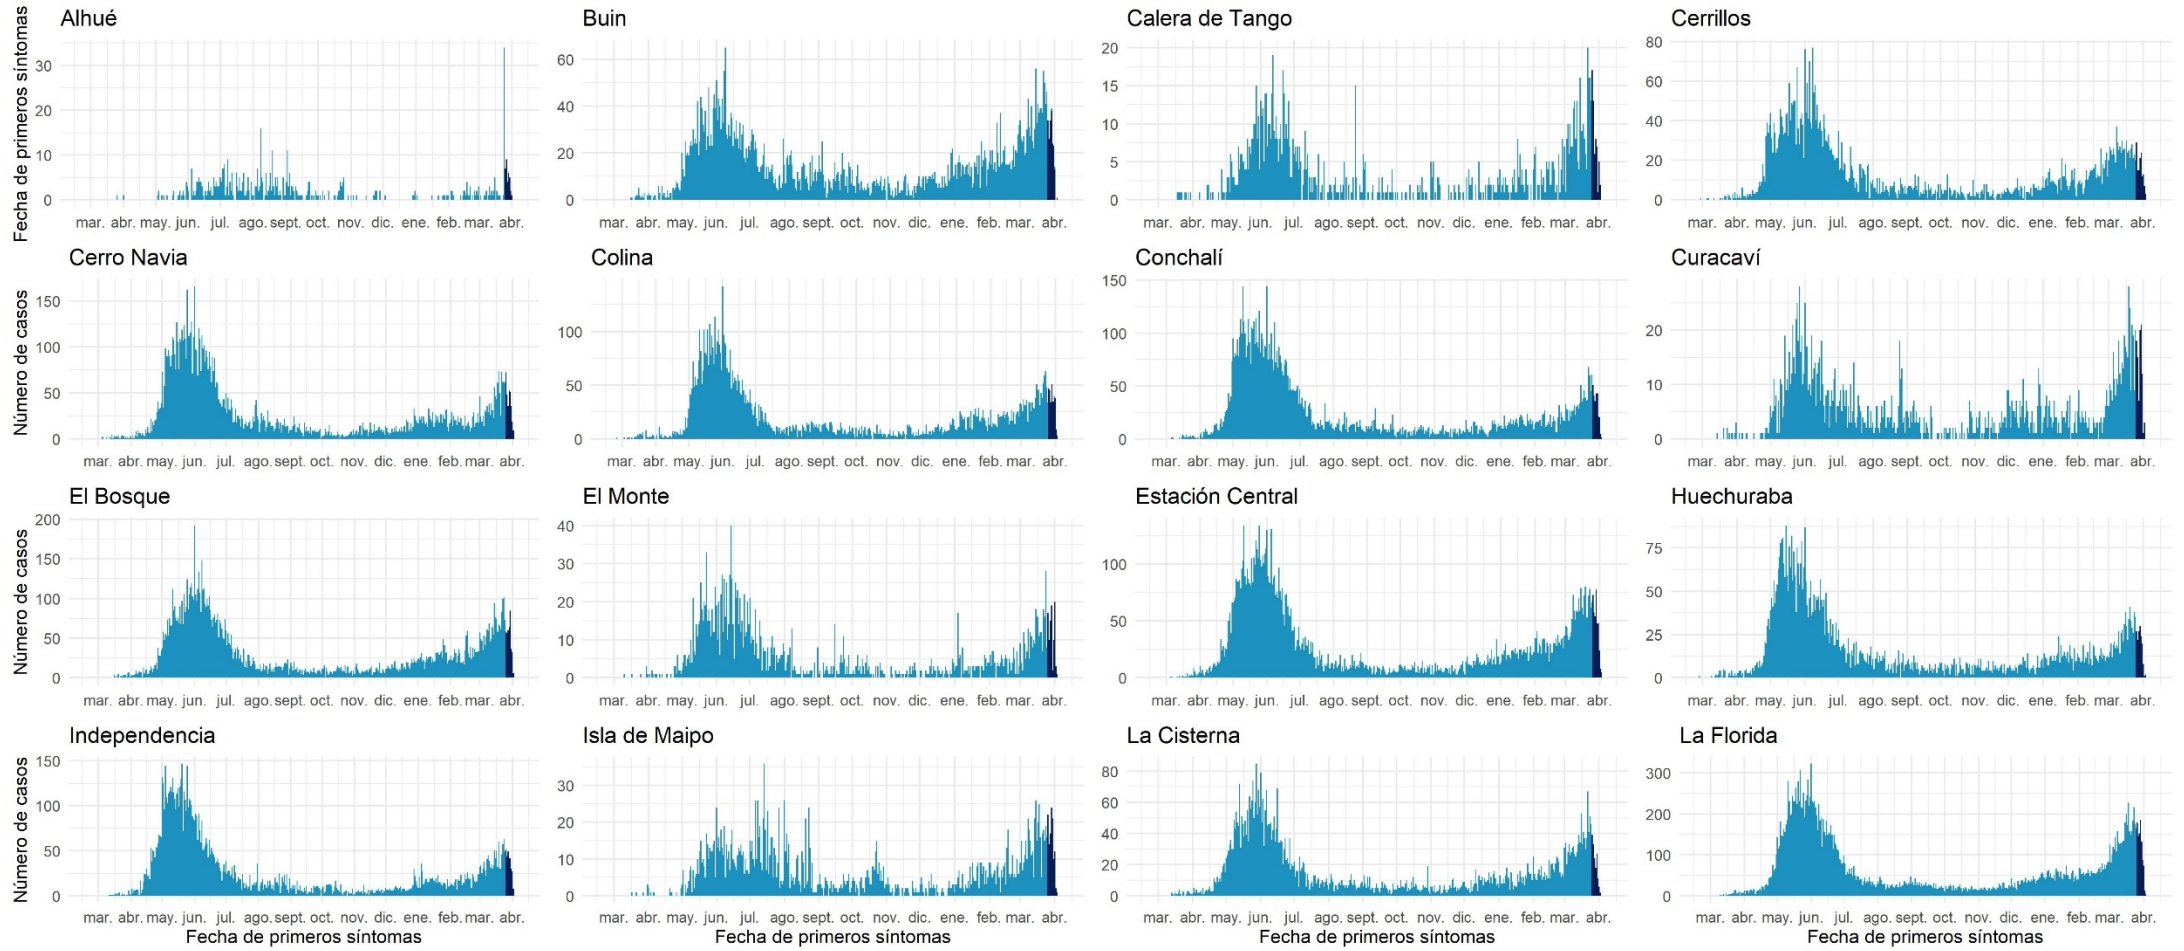 Alhué Buin Calera de Tango Cerrillos
Fecha de primeros síntomas
30
20
10
0
60
40
20
0
20
15
10
5
0
80
60
40
20
0
mar. abr. may. jun. jul. ago. sept. oct. nov. dic. ene. feb. mar. abr.
mar. abr. may. jun. jul. ago. sept. oct. nov. dic. ene. feb. mar. abr.
mar. abr. may. jun. jul. ago. sept. oct. nov. dic. ene. feb. mar. abr.
mar. abr. may. jun. jul. ago. sept. oct. nov. dic. ene. feb. mar. abr.
Cerro Navia Colina Conchalí Curacaví
Número de casos
150
100
50
0
100
50
0
150
100
50
0
20
10
0
mar. abr. may. jun. jul. ago. sept. oct. nov. dic. ene. feb. mar. abr.
mar. abr. may. jun. jul. ago. sept. oct. nov. dic. ene. feb. mar. abr.
mar. abr. may. jun. jul. ago. sept. oct. nov. dic. ene. feb. mar. abr.
mar. abr. may. jun. jul. ago. sept. oct. nov. dic. ene. feb. mar. abr.
El Bosque El Monte Estación Central Huechuraba
Número de casos
200
150
100
50
0
40
30
20
10
0
100
50
0
75
50
25
0
mar. abr. may. jun. jul. ago. sept. oct. nov. dic. ene. feb. mar. abr.
mar. abr. may. jun. jul. ago. sept. oct. nov. dic. ene. feb. mar. abr.
mar. abr. may. jun. jul. ago. sept. oct. nov. dic. ene. feb. mar. abr.
mar. abr. may. jun. jul. ago. sept. oct. nov. dic. ene. feb. mar. abr.
Independencia Isla de Maipo La Cisterna La Florida
Número de casos
150
100
50
0
30
20
10
0
80
60
40
20
0
300
200
100
0
mar. abr. may. jun. jul. ago. sept. oct. nov. dic. ene. feb. mar. abr.
mar. abr. may. jun. jul. ago. sept. oct. nov. dic. ene. feb. mar. abr.
mar. abr. may. jun. jul. ago. sept. oct. nov. dic. ene. feb. mar. abr.
mar. abr. may. jun. jul. ago. sept. oct. nov. dic. ene. feb. mar. abr.
Fecha de primeros síntomas
Fecha de primeros síntomas
Fecha de primeros síntomas
Fecha de primeros síntomas